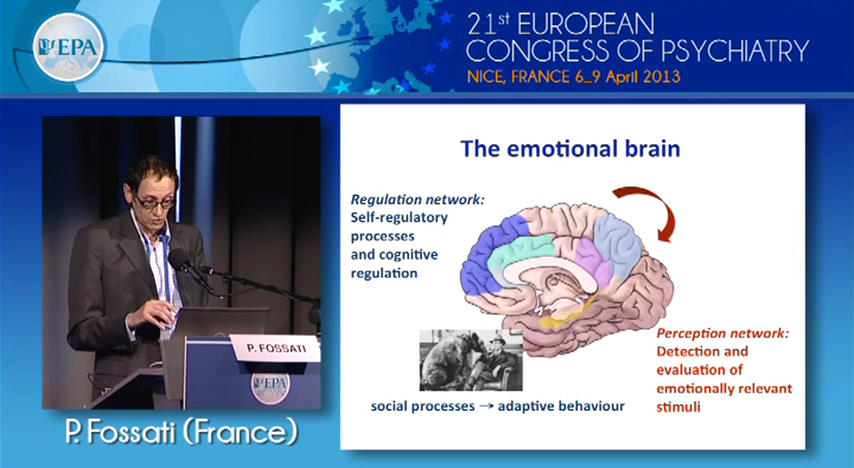 EPA
21st EUROPEAN
CONGRESS OF PSYCHIATRY
NICE, FRANCE 6_9 April 2013
The emotional brain
Regulation network:
Self-regulatory
processes
and cognitive
regulation
Perception network:
Detection and
evaluation of
emotionally relevant
stimuli
social processes → adaptive behaviour
P. FOSSATI
EPA
P. Fossati (France)